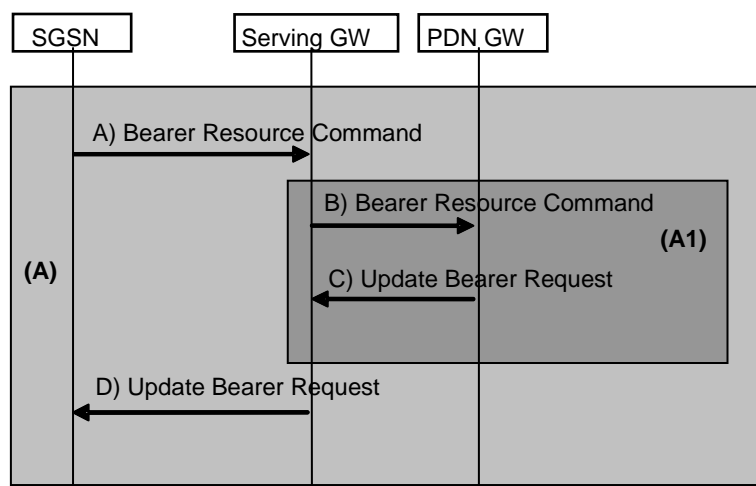 SGSN
Serving GW
PDN GW
A) Bearer Resource Command
B) Bearer Resource Command
(A1)
(A)
C) Update Bearer Request
D) Update Bearer Request